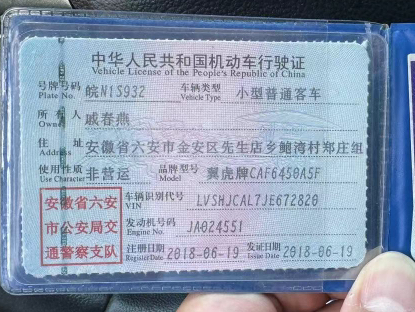 中华人民共和国机动车行驶证
Vehicle License of the People's Republic of China
号牌号码 Plate No. 皖N1S932 车辆类型 Vehicle Type 小型普通客车
所有人 Owner 戚春燕
住址 安徽省六安市金安区先生店乡鲍湾村郑庄组
使用性质 Use Character 非营运 品牌型号 Model 翼虎牌CAF6450A5F
安徽省六安市公安局交通警察支队
车辆识别代号 VIN LVSHJCAL7JE672820
发动机号码 Engine No. JA024551
注册日期 Register Date 2018-06-19 发证日期 Issue Date 2018-06-19